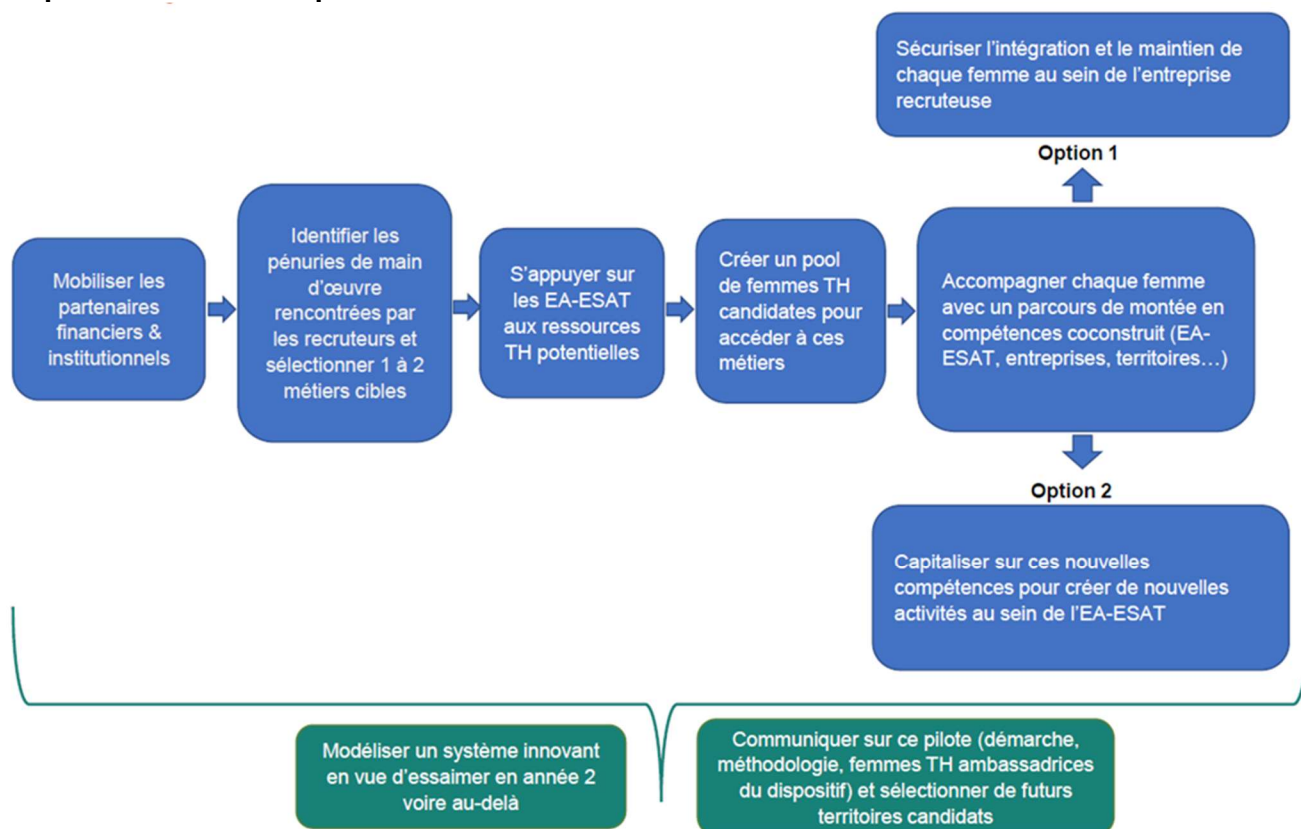 Mobiliser les
partenaires
financiers &
institutionnels
Identifier les
pénuries de main
d'œuvre
rencontrées par
les recruteurs et
sélectionner 1 à 2
métiers cibles
S'appuyer sur
les EA-ESAT
aux ressources
TH potentielles
Créer un pool
de femmes TH
candidates pour
accéder à ces
métiers
Accompagner chaque femme
avec un parcours de montée en
compétences coconstruit (EA-
ESAT, entreprises, territoires…)
Option 1
Sécuriser l'intégration et le maintien de
chaque femme au sein de l'entreprise
recruteuse
Option 2
Capitaliser sur ces nouvelles
compétences pour créer de nouvelles
activités au sein de l'EA-ESAT
Modéliser un système innovant
en vue d'essaimer en année 2
voire au-delà
Communiquer sur ce pilote (démarche,
méthodologie, femmes TH ambassadrices
du dispositif) et sélectionner de futurs
territoires candidats